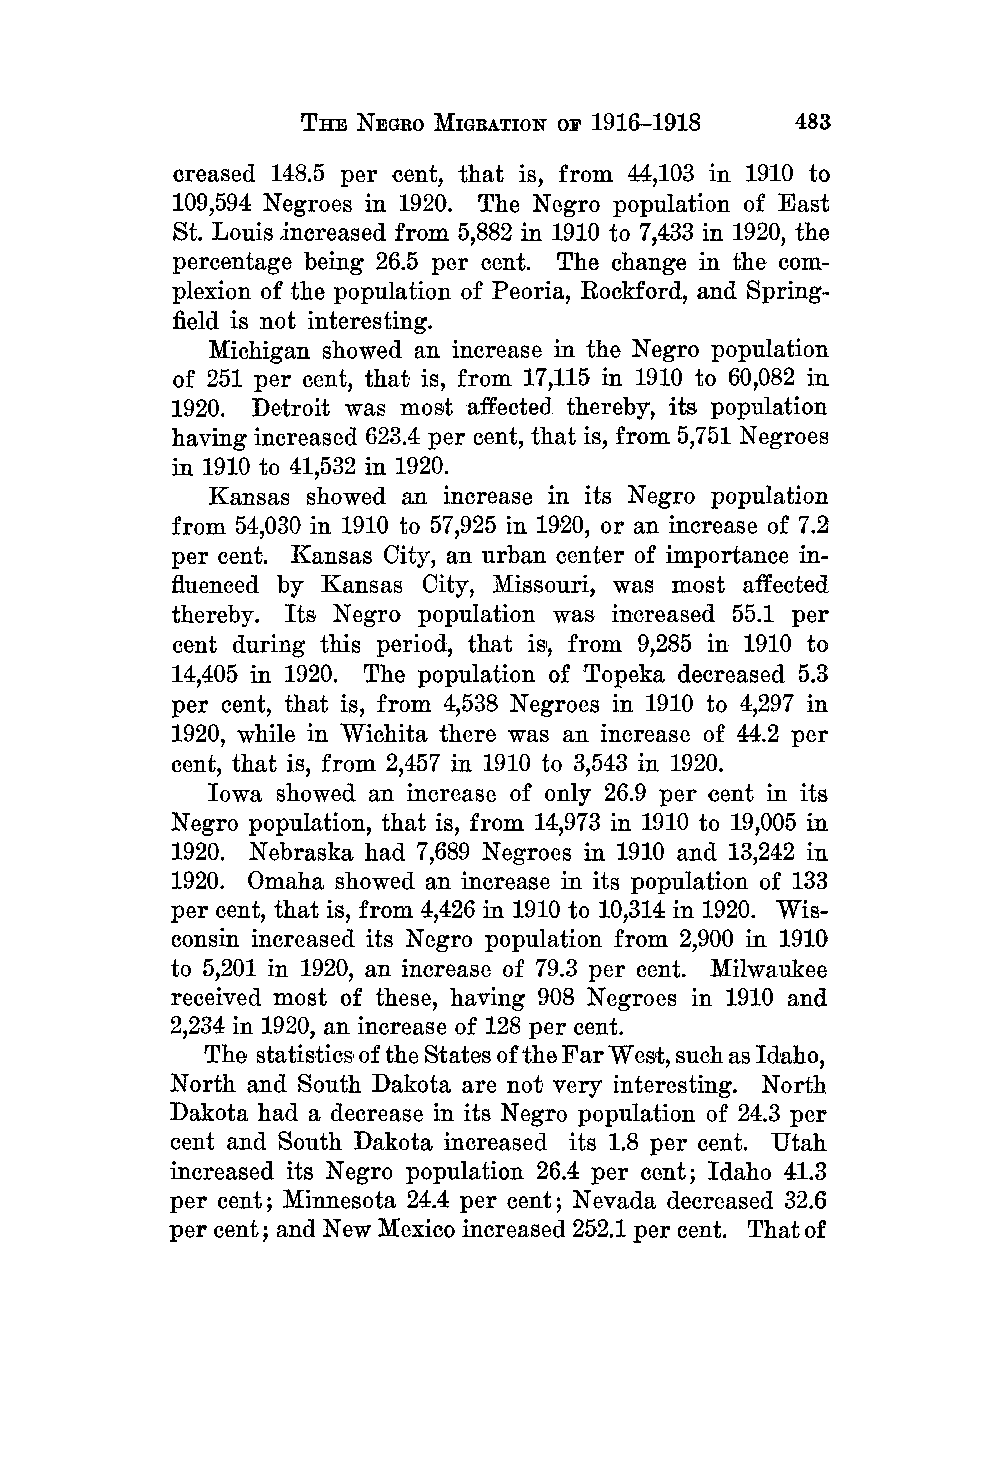 THE NEGRO MIGRATION OF 1916–1918 483
creased 148.5 per cent, that is, from 44,103 in 1910 to
109,594 Negroes in 1920. The Negro population of East
St. Louis increased from 5,882 in 1910 to 7,433 in 1920, the
percentage being 26.5 per cent. The change in the com-
plexion of the population of Peoria, Rockford, and Spring-
field is not interesting.
Michigan showed an increase in the Negro population
of 251 per cent, that is, from 17,115 in 1910 to 60,082 in
1920. Detroit was most affected thereby, its population
having increased 623.4 per cent, that is, from 5,751 Negroes
in 1910 to 41,532 in 1920.
Kansas showed an increase in its Negro population
from 54,030 in 1910 to 57,925 in 1920, or an increase of 7.2
per cent. Kansas City, an urban center of importance in-
fluenced by Kansas City, Missouri, was most affected
thereby. Its Negro population was increased 55.1 per
cent during this period, that is, from 9,285 in 1910 to
14,405 in 1920. The population of Topeka decreased 5.3
per cent, that is, from 4,538 Negroes in 1910 to 4,297 in
1920, while in Wichita there was an increase of 44.2 per
cent, that is, from 2,457 in 1910 to 3,543 in 1920.
Iowa showed an increase of only 26.9 per cent in its
Negro population, that is, from 14,973 in 1910 to 19,005 in
1920. Nebraska had 7,689 Negroes in 1910 and 13,242 in
1920. Omaha showed an increase in its population of 133
per cent, that is, from 4,426 in 1910 to 10,314 in 1920. Wis-
consin increased its Negro population from 2,900 in 1910
to 5,201 in 1920, an increase of 79.3 per cent. Milwaukee
received most of these, having 908 Negroes in 1910 and
2,234 in 1920, an increase of 128 per cent.
The statistics of the States of the Far West, such as Idaho,
North and South Dakota are not very interesting. North
Dakota had a decrease in its Negro population of 24.3 per
cent and South Dakota increased its 1.8 per cent. Utah
increased its Negro population 26.4 per cent; Idaho 41.3
per cent; Minnesota 24.4 per cent; Nevada decreased 32.6
per cent; and New Mexico increased 252.1 per cent. That of